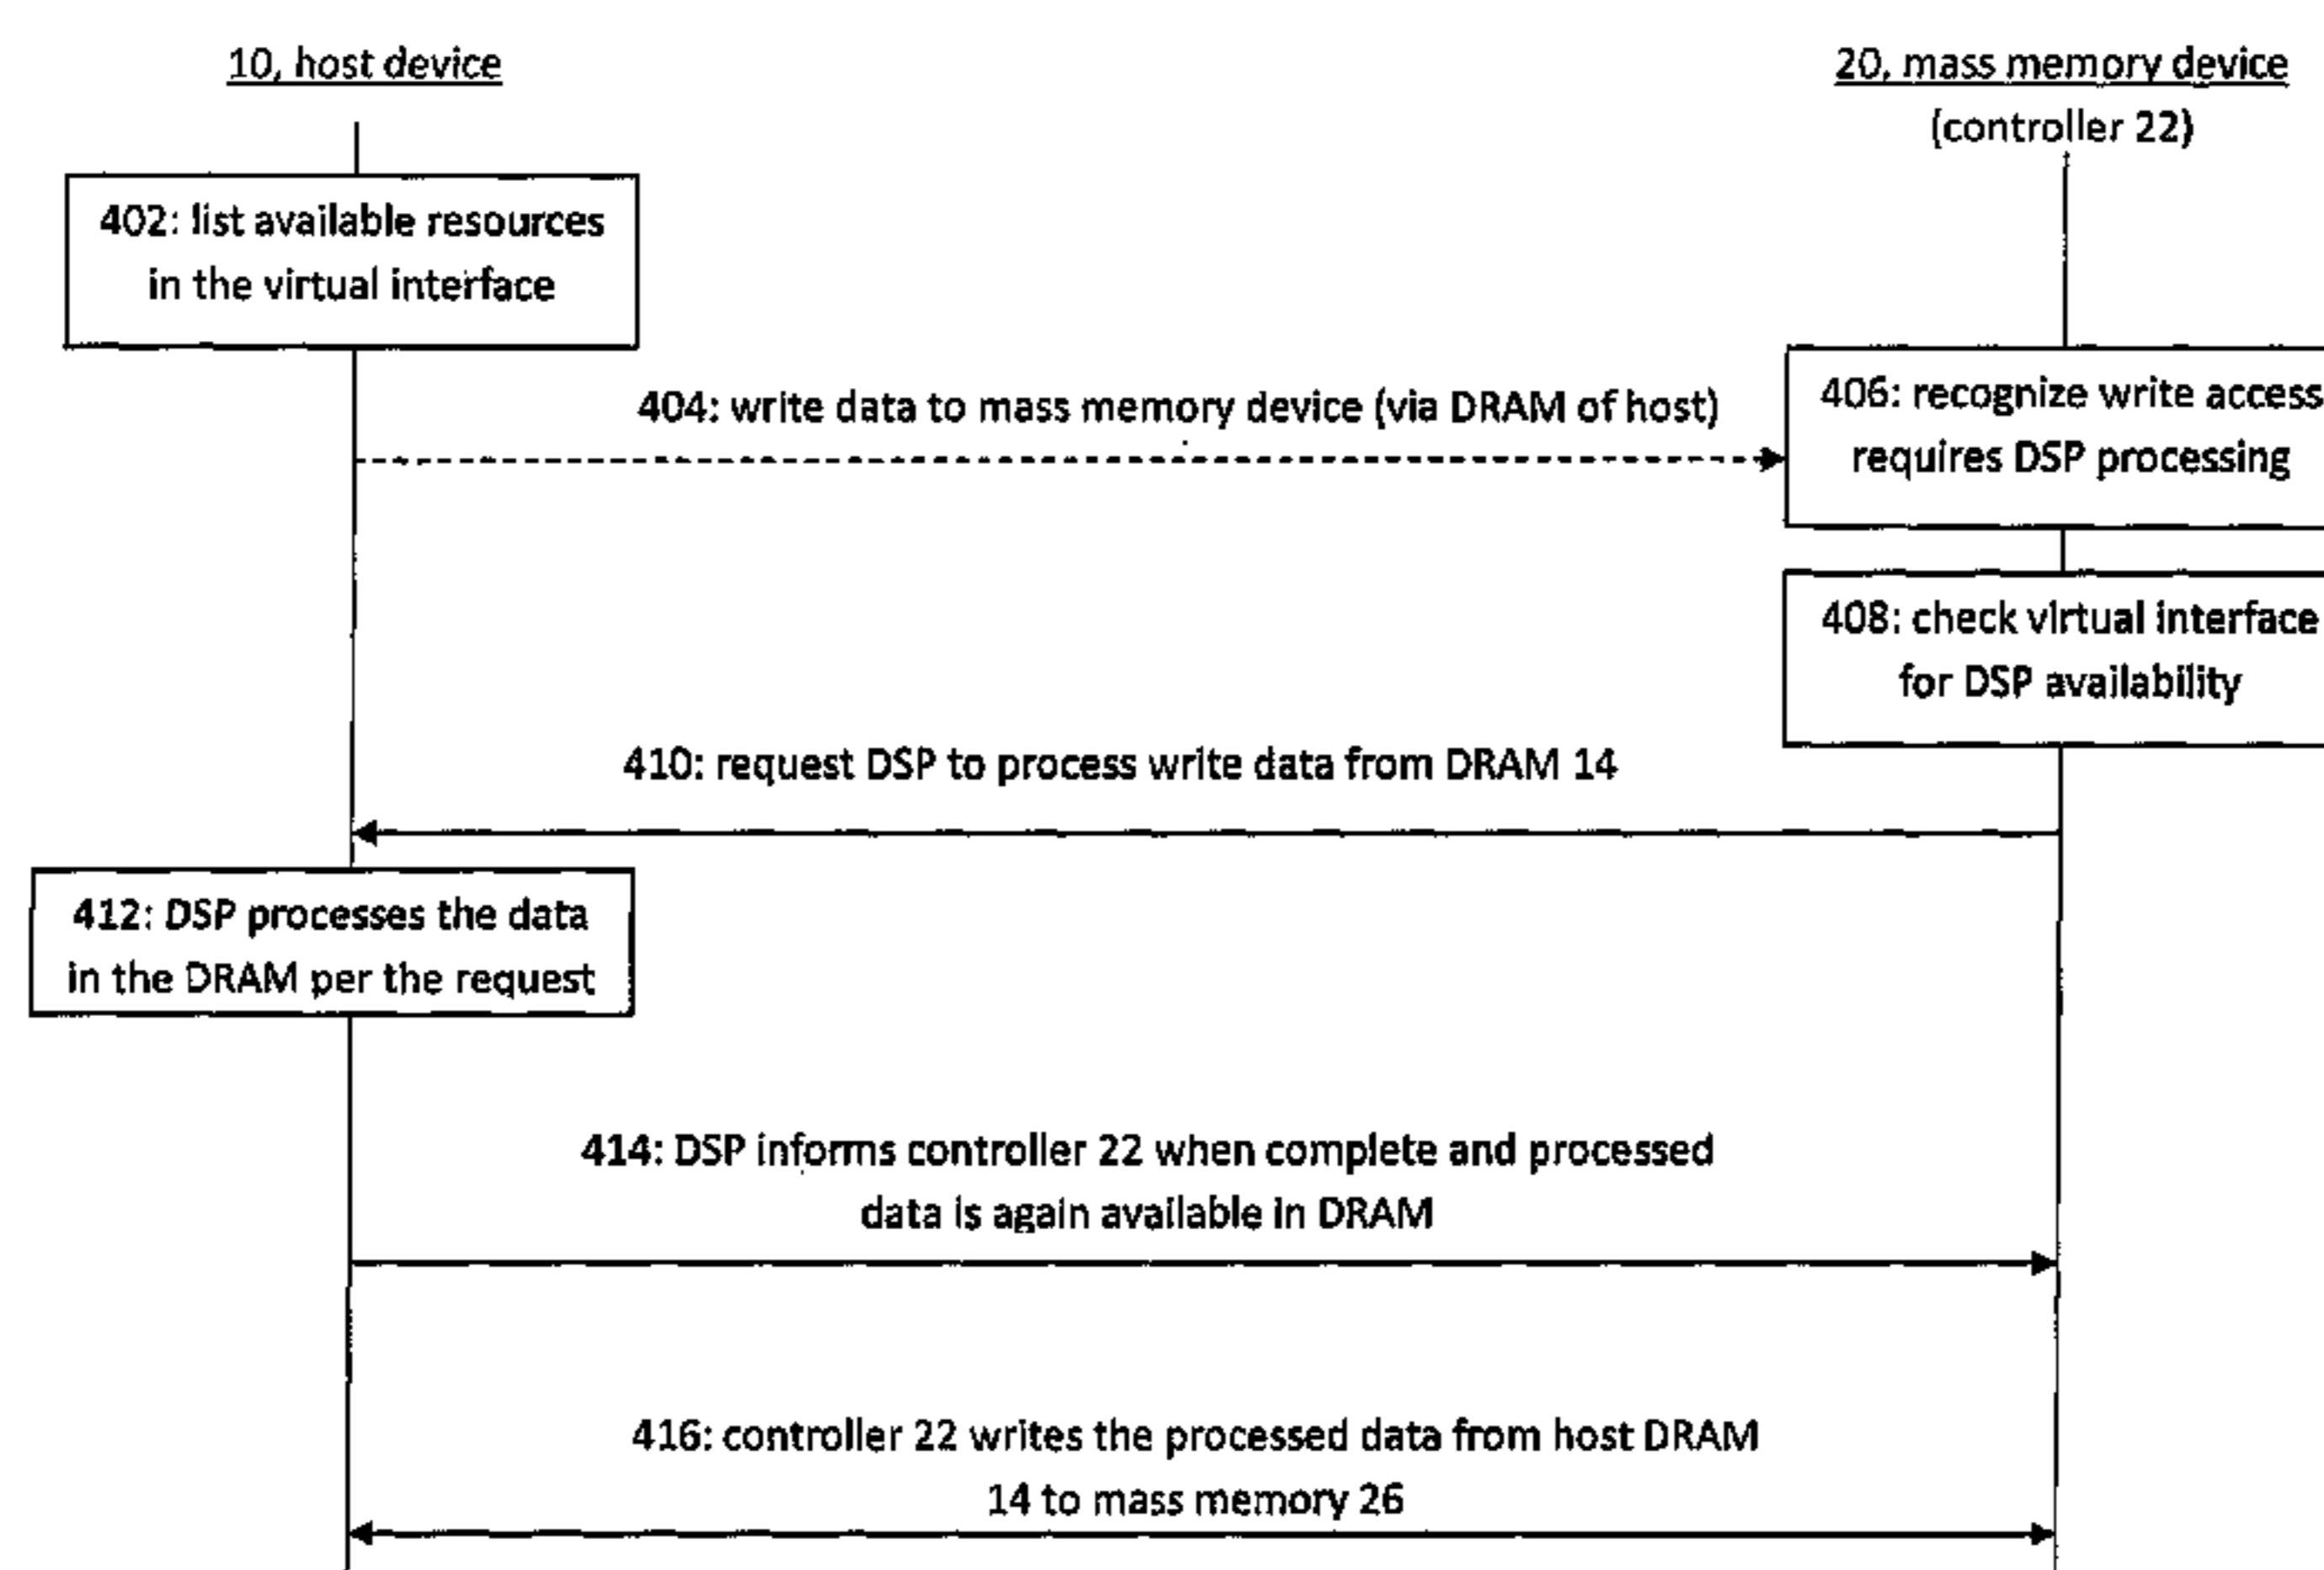 10, host device
20, mass memory device
(controller 22)
402: list available resources
in the virtual interface
404: write data to mass memory device (via DRAM of host)
406: recognize write access
requires DSP processing
408: check virtual interface
for DSP availability
410: request DSP to process write data from DRAM 14
412: DSP processes the data
in the DRAM per the request
414: DSP informs controller 22 when complete and processed
data is again available in DRAM
416: controller 22 writes the processed data from host DRAM
14 to mass memory 26